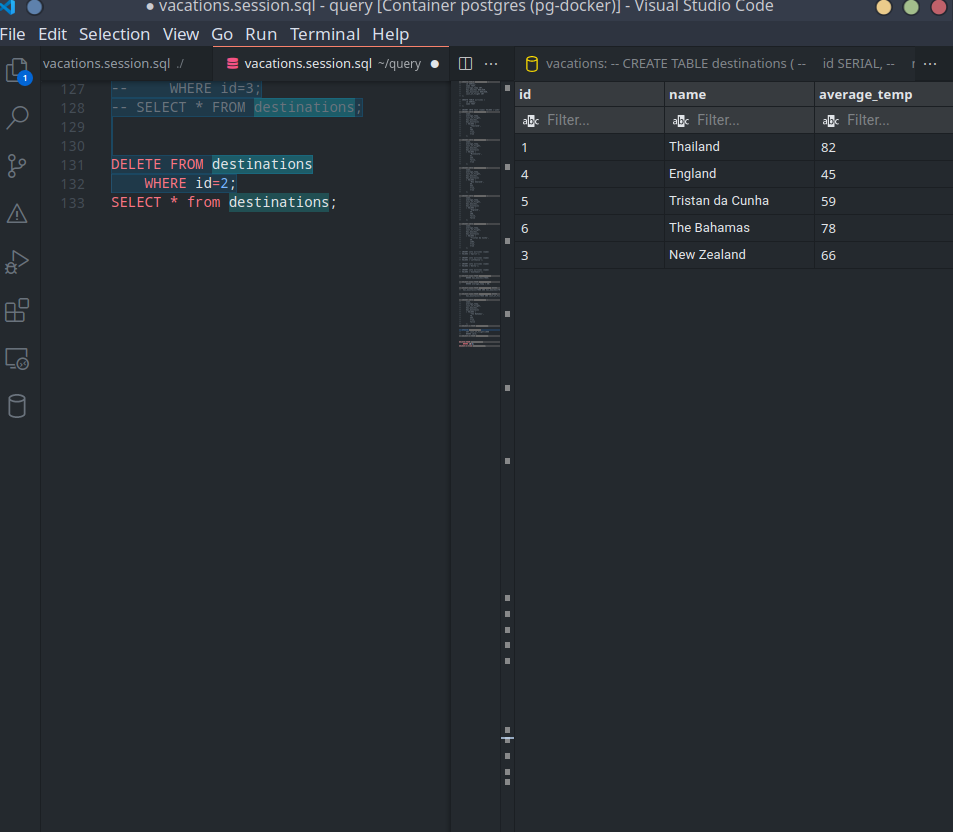 ● vacations.session.sql - query [Container postgres (pg-docker)] - Visual Studio Code
File Edit Selection View Go Run Terminal Help
vacations.session.sql ./
vacations.session.sql ~/query ●
vacations: -- CREATE TABLE destinations ( -- id SERIAL, --
1
127 -- WHERE id=3;
128 -- SELECT * FROM destinations;
129
130
131 DELETE FROM destinations
132 WHERE id=2;
133 SELECT * from destinations;
id name average_temp
abc Filter... abc Filter... abc Filter...
1 Thailand 82
4 England 45
5 Tristan da Cunha 59
6 The Bahamas 78
3 New Zealand 66